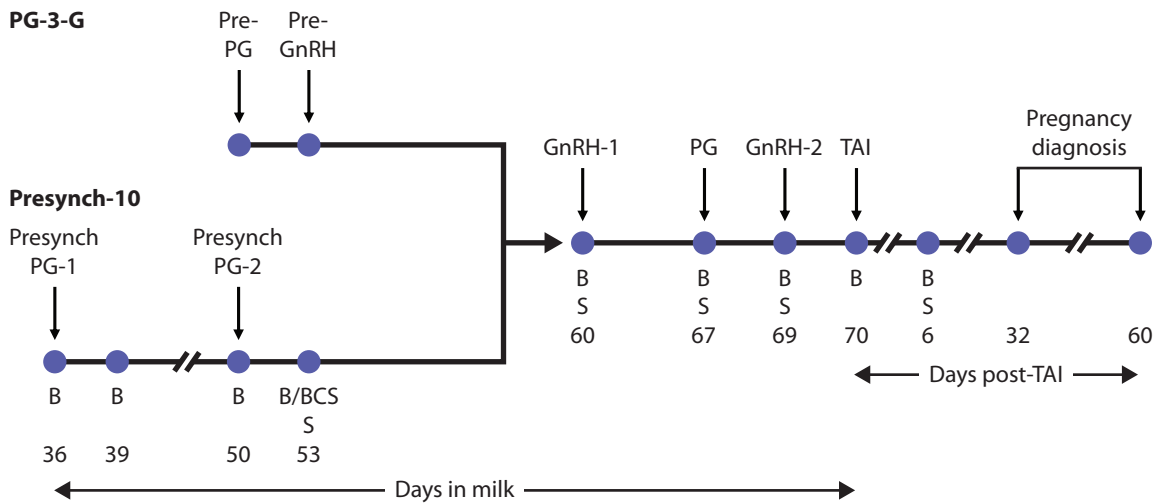 PG-3-G
Pre-
PG
Pre-
GnRH
GnRH-1
PG
GnRH-2
TAI
Pregnancy
diagnosis
Presynch-10
Presynch
PG-1
Presynch
PG-2
B
S
60
B
S
67
B
S
69
B
70
B
S
6
32
60
Days post-TAI
B
36
B
39
B
50
B/BCS
S
53
Days in milk